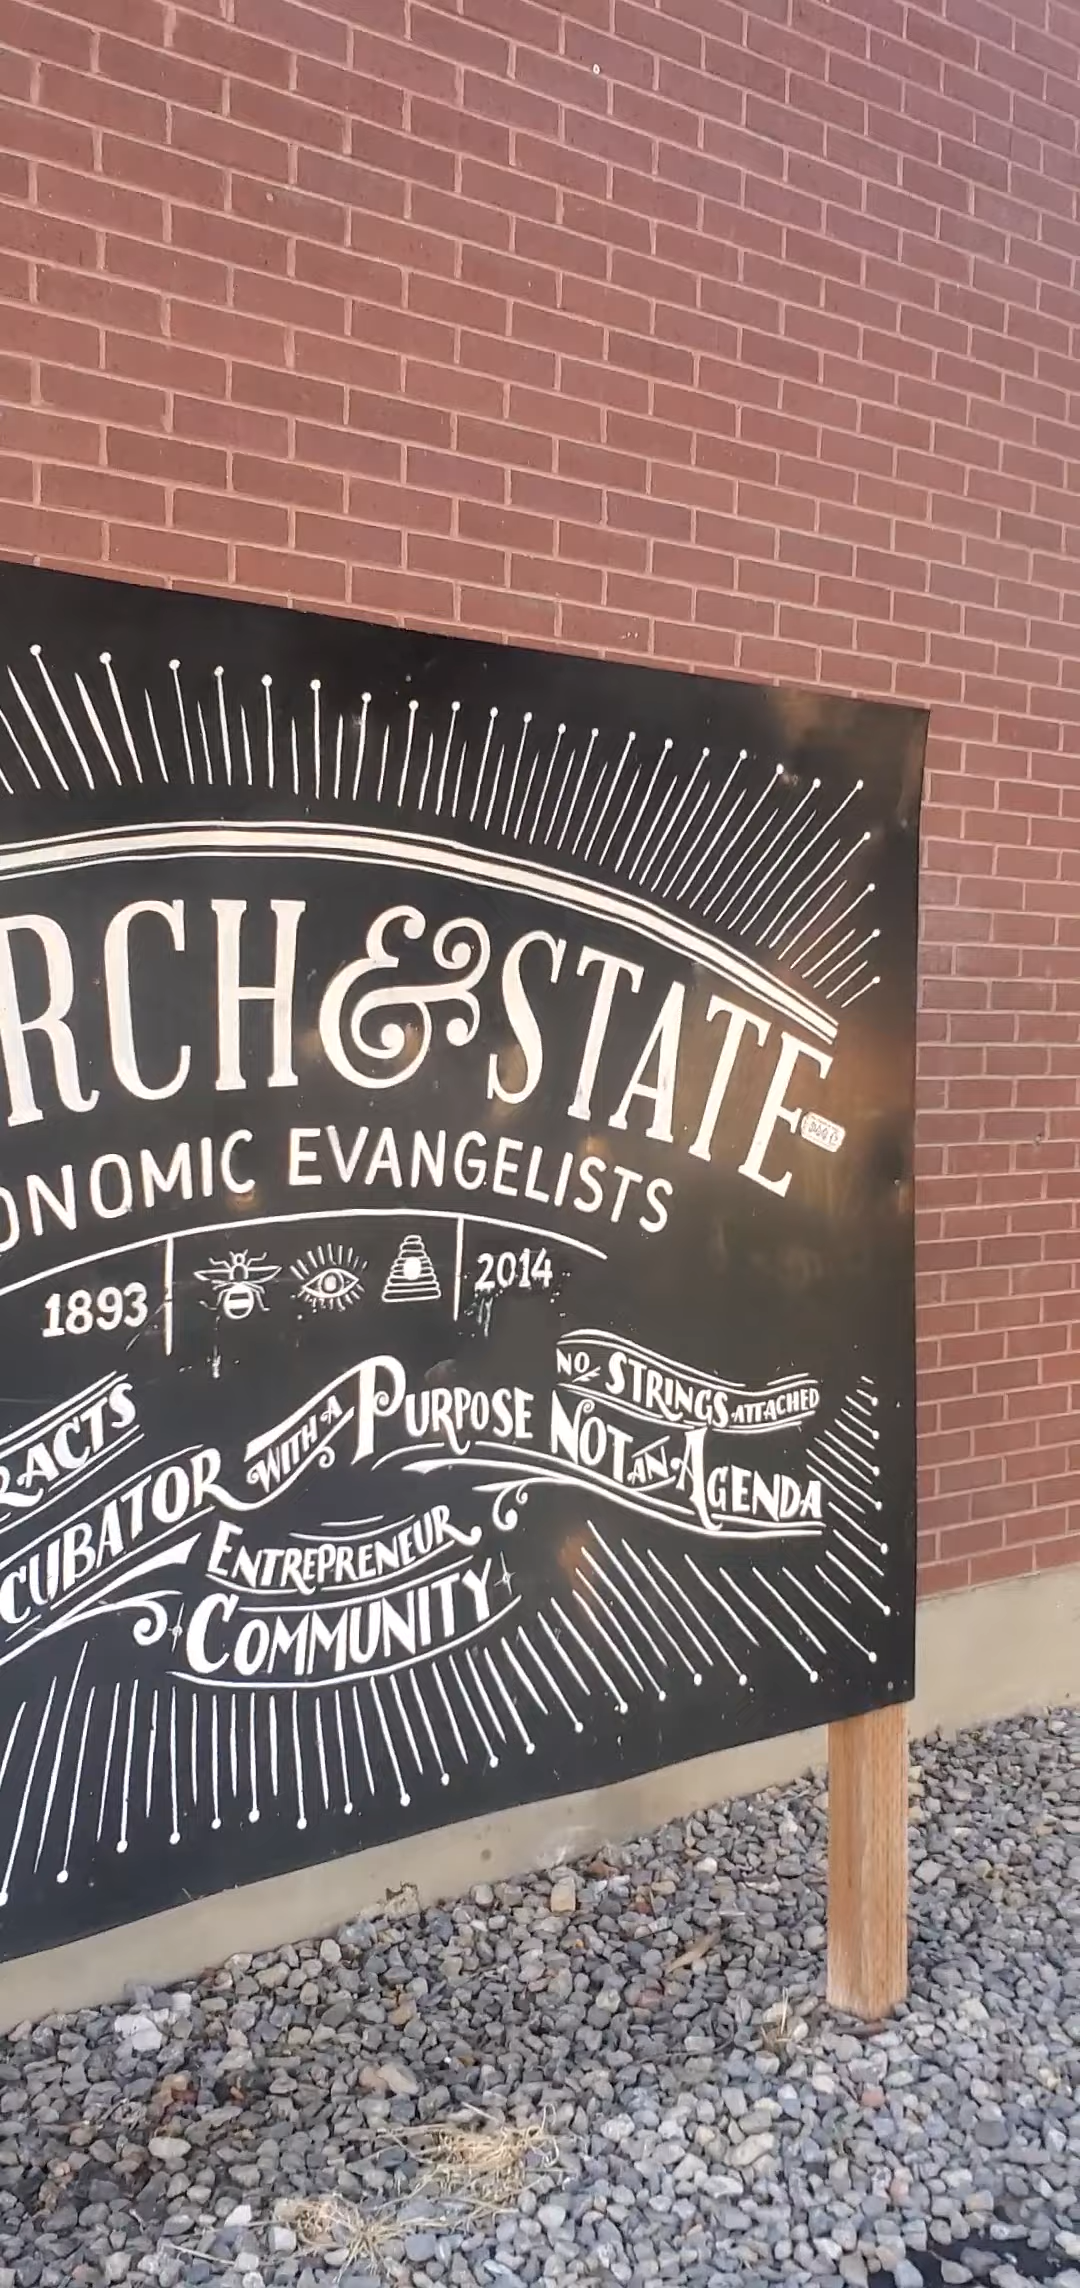 RCH & STATE
ONOMIC EVANGELISTS
1893 2014
RACTS
NO STRINGS ATTACHED
CUBATOR WITH A PURPOSE NOT AN AGENDA
ENTREPRENEUR
COMMUNITY